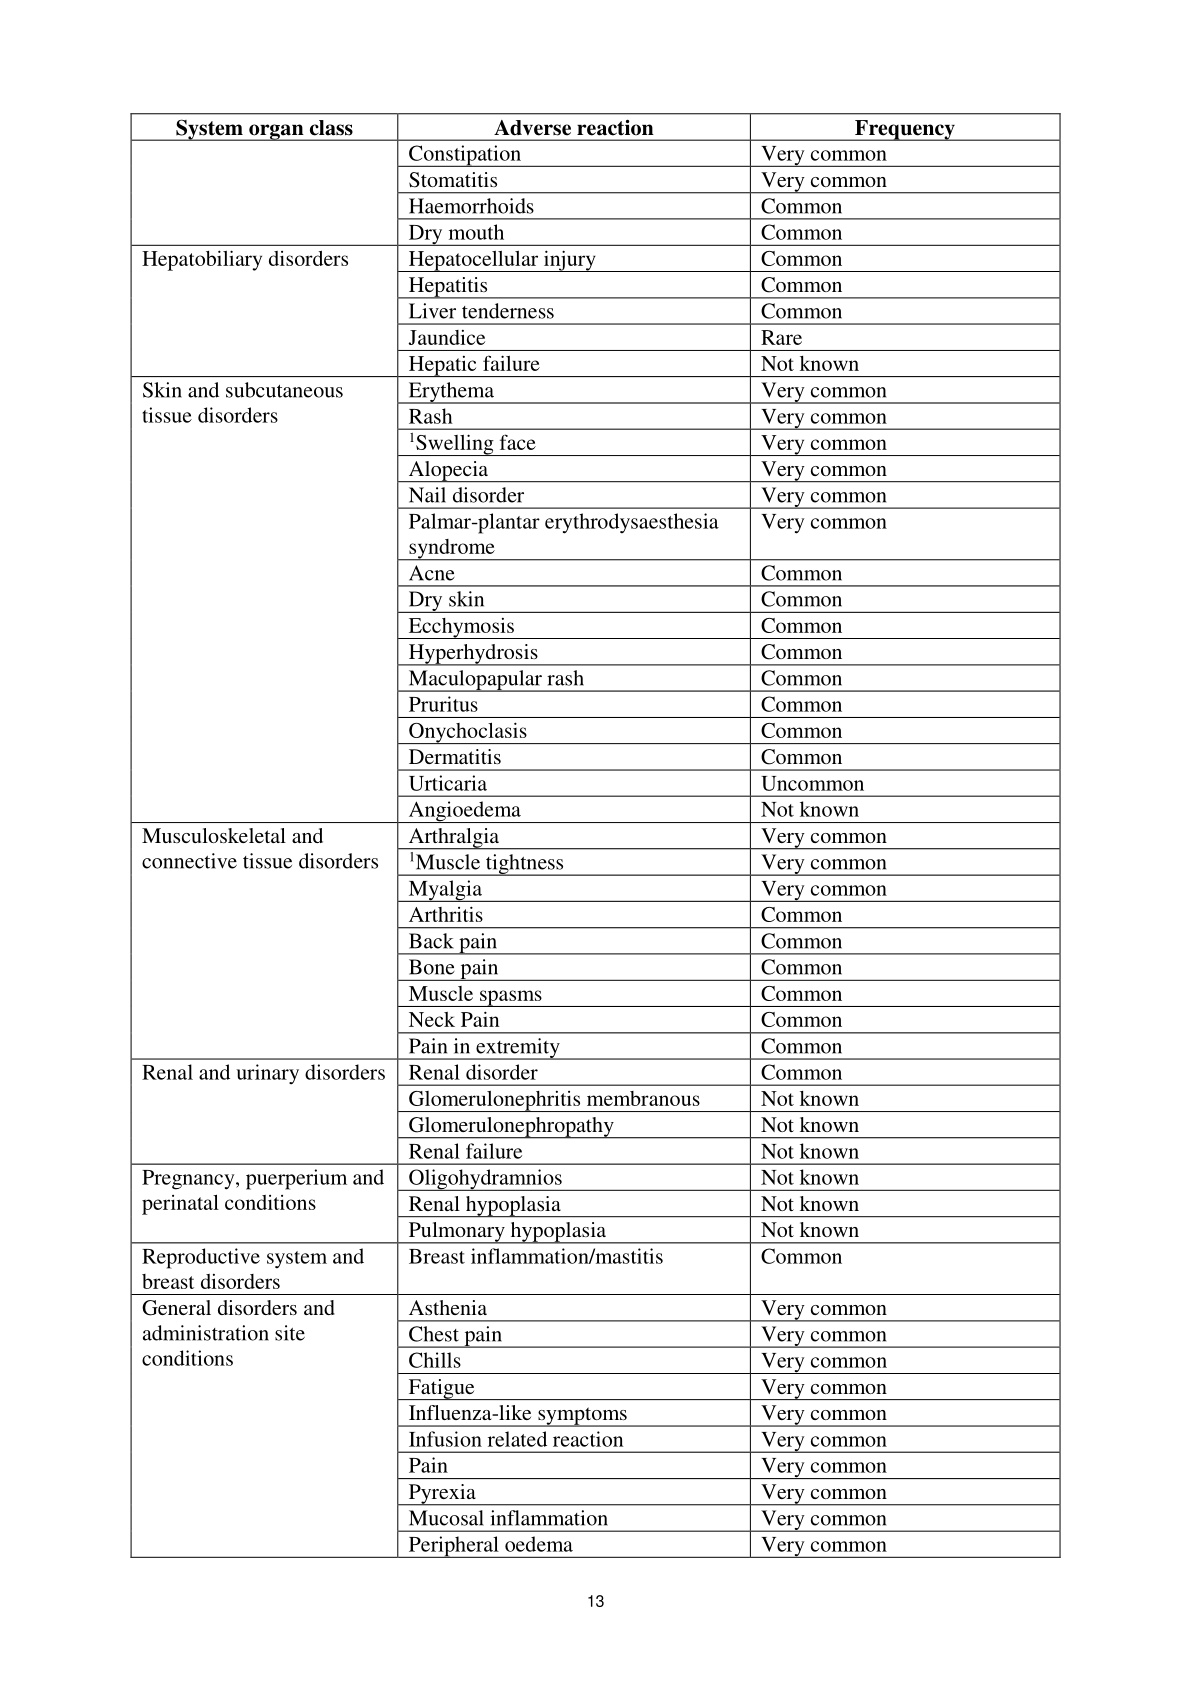 System organ class Adverse reaction Frequency
Constipation Very common
Stomatitis Very common
Haemorrhoids Common
Dry mouth Common
Hepatobiliary disorders Hepatocellular injury Common
Hepatitis Common
Liver tenderness Common
Jaundice Rare
Hepatic failure Not known
Skin and subcutaneous Erythema Very common
tissue disorders Rash Very common
¹Swelling face Very common
Alopecia Very common
Nail disorder Very common
Palmar-plantar erythrodysaesthesia Very common
syndrome
Acne Common
Dry skin Common
Ecchymosis Common
Hyperhydrosis Common
Maculopapular rash Common
Pruritus Common
Onychoclasis Common
Dermatitis Common
Urticaria Uncommon
Angioedema Not known
Musculoskeletal and Arthralgia Very common
connective tissue disorders ¹Muscle tightness Very common
Myalgia Very common
Arthritis Common
Back pain Common
Bone pain Common
Muscle spasms Common
Neck Pain Common
Pain in extremity Common
Renal and urinary disorders Renal disorder Common
Glomerulonephritis membranous Not known
Glomerulonephropathy Not known
Renal failure Not known
Pregnancy, puerperium and Oligohydramnios Not known
perinatal conditions Renal hypoplasia Not known
Pulmonary hypoplasia Not known
Reproductive system and Breast inflammation/mastitis Common
breast disorders
General disorders and Asthenia Very common
administration site Chest pain Very common
conditions Chills Very common
Fatigue Very common
Influenza-like symptoms Very common
Infusion related reaction Very common
Pain Very common
Pyrexia Very common
Mucosal inflammation Very common
Peripheral oedema Very common
13